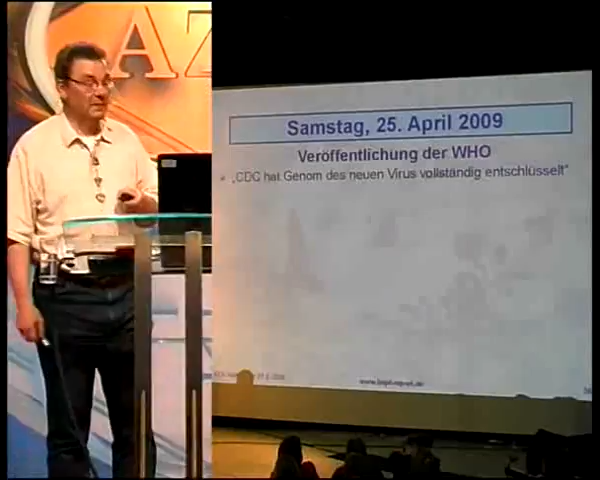 AZ
Samstag, 25. April 2009
Veröffentlichung der WHO
„CDC hat Genom des neuen Virus vollständig entschlüsselt“